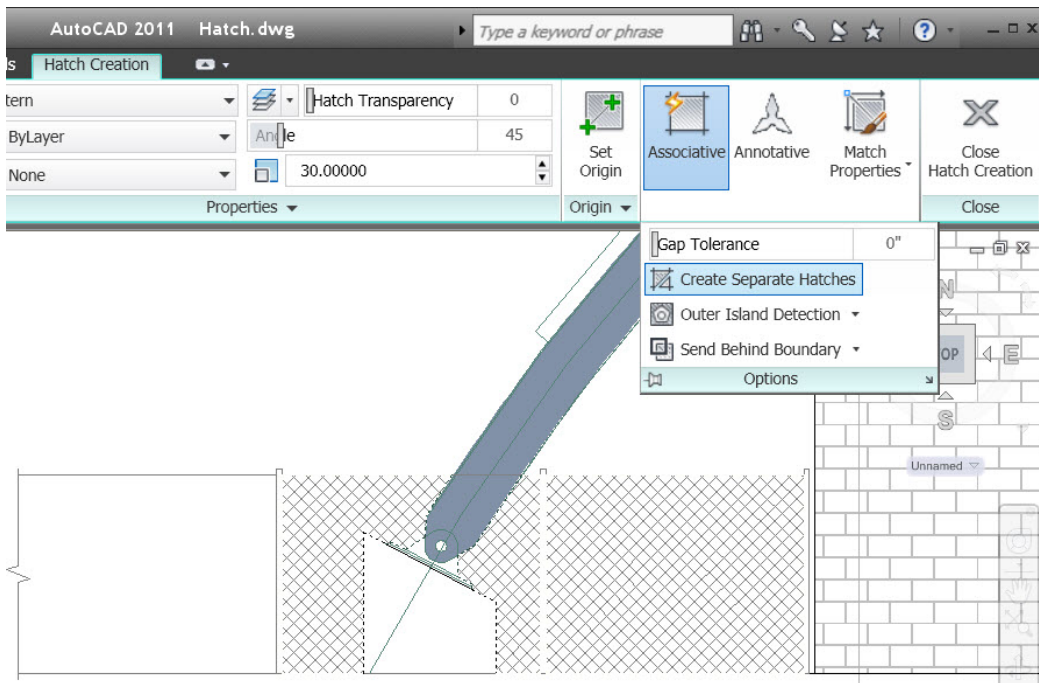 AutoCAD 2011 Hatch.dwg Type a keyword or phrase
Hatch Creation
tern Hatch Transparency 0
ByLayer Angle 45
None 30.00000
Set Origin
Associative
Annotative
Match Properties
Close Hatch Creation
Properties Origin Close
Gap Tolerance 0"
Create Separate Hatches
Outer Island Detection
Send Behind Boundary
Options
N
OP E
S
Unnamed